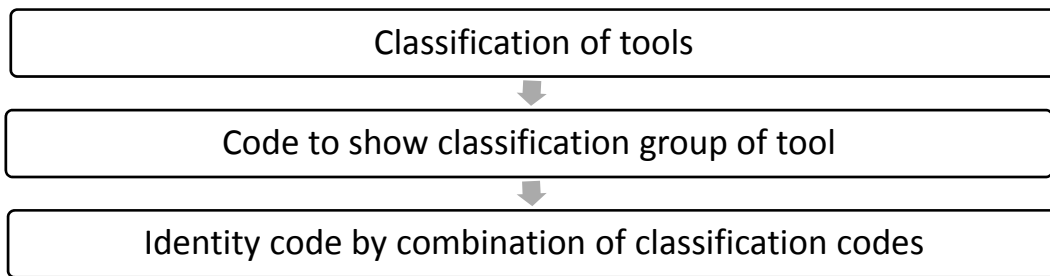 Classification of tools
Code to show classification group of tool
Identity code by combination of classification codes